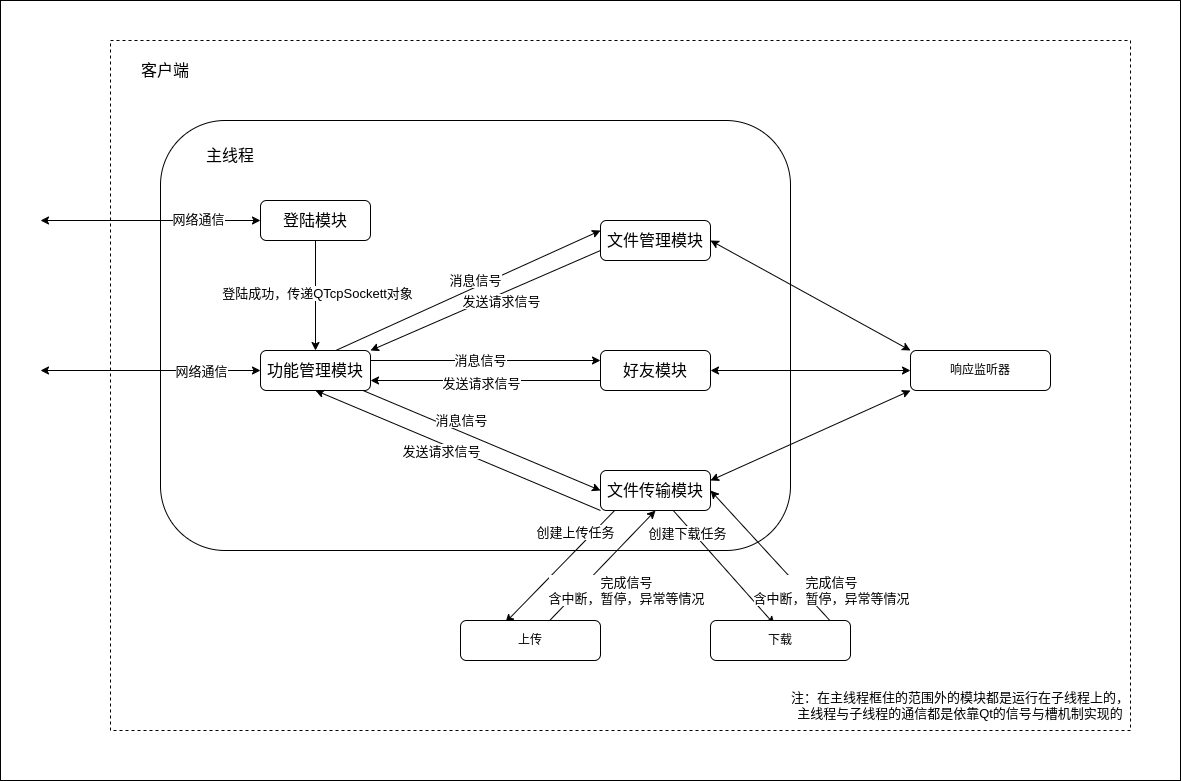 客户端
主线程
网络通信
登陆模块
文件管理模块
消息信号
登陆成功，传递QTcpSockett对象
发送请求信号
网络通信
功能管理模块
消息信号
发送请求信号
好友模块
响应监听器
消息信号
发送请求信号
文件传输模块
创建上传任务
创建下载任务
完成信号
含中断，暂停，异常等情况
完成信号
含中断，暂停，异常等情况
上传
下载
注：在主线程框住的范围外的模块都是运行在子线程上的，
主线程与子线程的通信都是依靠Qt的信号与槽机制实现的